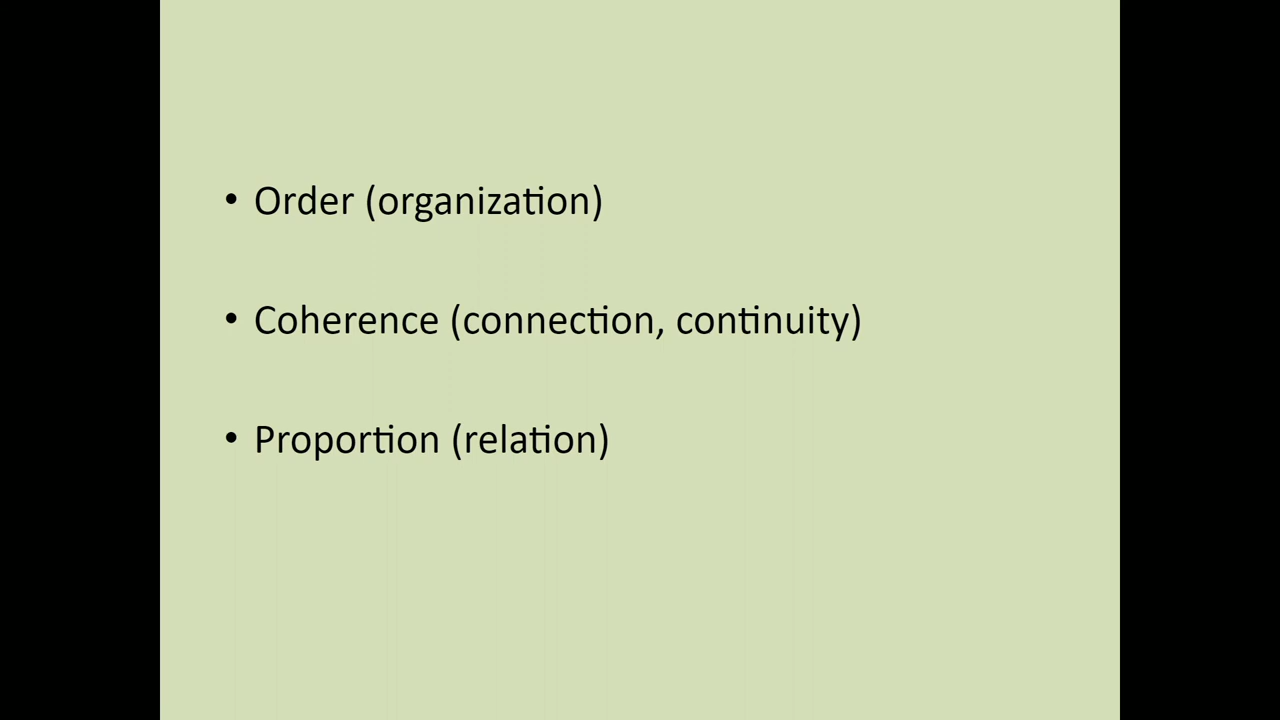 • Order (organization)
• Coherence (connection, continuity)
• Proportion (relation)